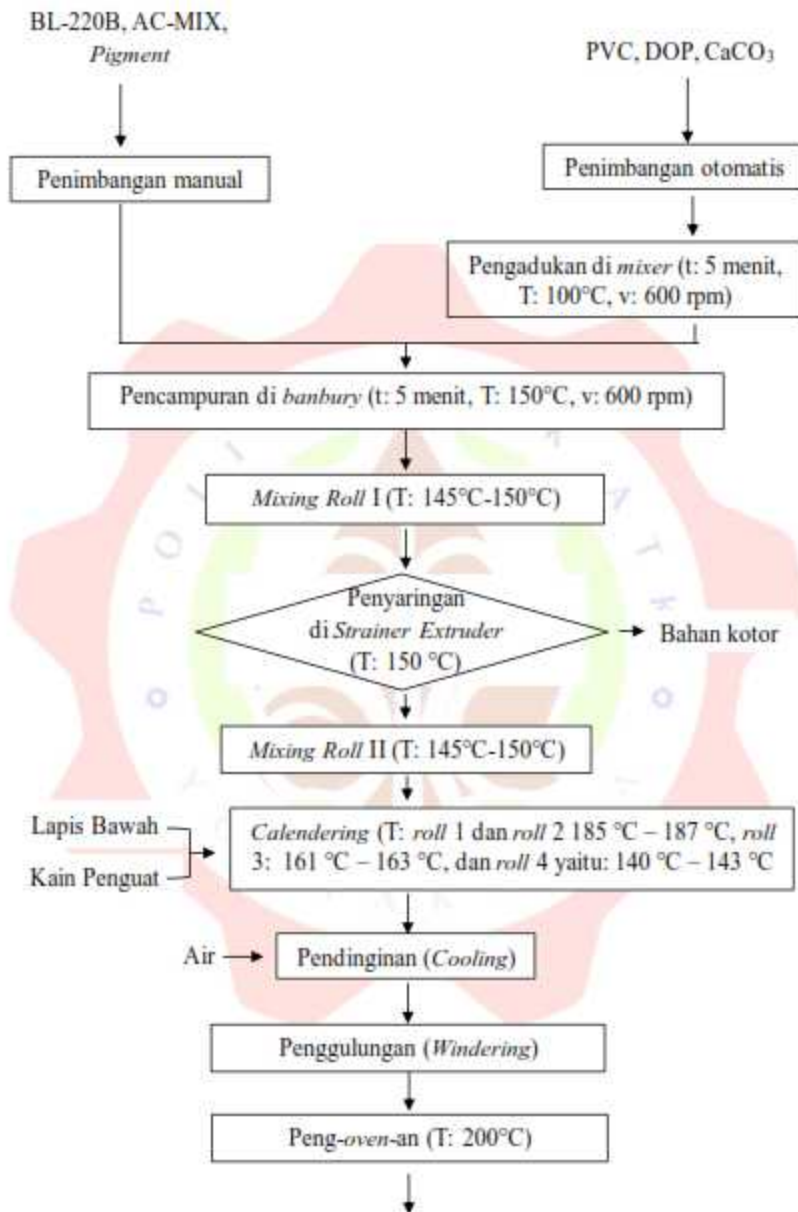 BL-220B, AC-MIX,
Pigment
PVC, DOP, CaCO₃
Penimbangan manual
Penimbangan otomatis
Pengadukan di mixer (t: 5 menit,
T: 100°C, v: 600 rpm)
Pencampuran di banbury (t: 5 menit, T: 150°C, v: 600 rpm)
Mixing Roll I (T: 145°C-150°C)
Penyaringan
di Strainer Extruder
(T: 150 °C)
Bahan kotor
Mixing Roll II (T: 145°C-150°C)
Lapis Bawah
Kain Penguat
Calendering (T: roll 1 dan roll 2 185 °C – 187 °C, roll
3: 161 °C – 163 °C, dan roll 4 yaitu: 140 °C – 143 °C
Air
Pendinginan (Cooling)
Penggulungan (Windering)
Peng-oven-an (T: 200°C)